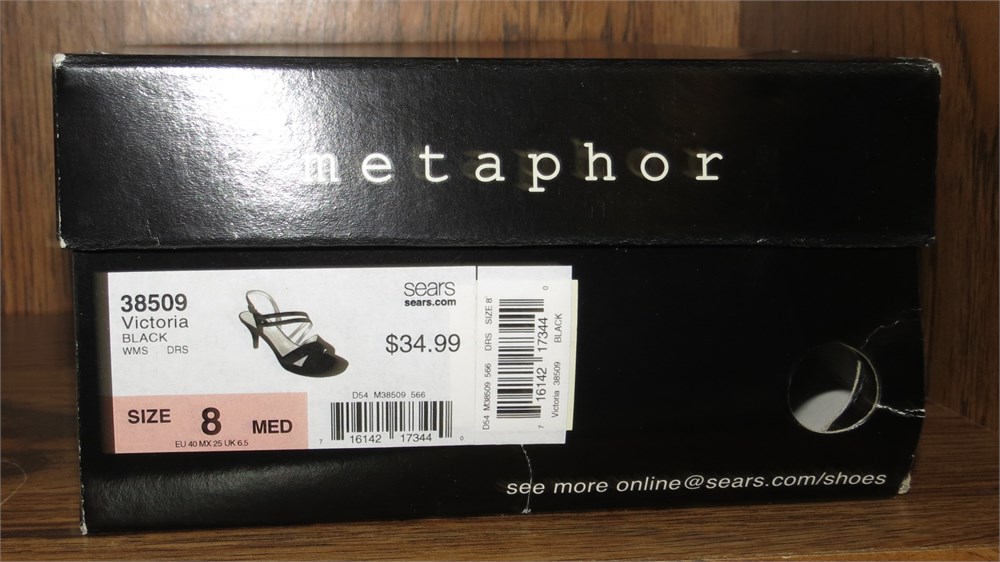 metaphor
38509
Victoria
BLACK
WMS DRS
sears
sears.com
$34.99
SIZE 8 MED
EU 40 MX 25 UK 6.5
D54 M38509 566
7 16142 17344 0
D54 M38509 566 DRS SIZE 8
7 16142 17344 0
Victoria 38509 BLACK
see more online@sears.com/shoes